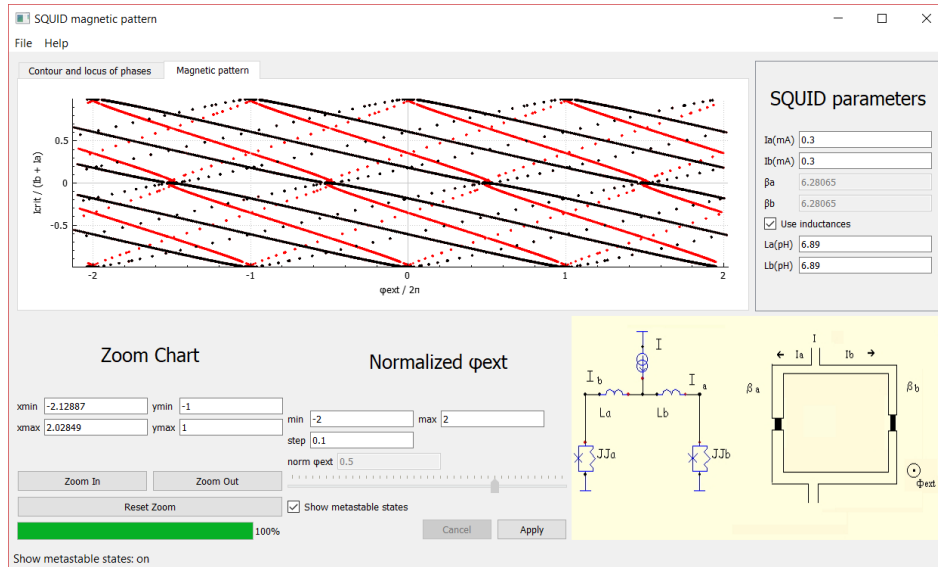 SQUID magnetic pattern
File Help
Contour and locus of phases Magnetic pattern
Icrit / (Ib + Ia)
0.5
0
-0.5
-2 -1 0 1 2
φext / 2π
SQUID parameters
Ia(mA) 0.3
Ib(mA) 0.3
βa 6.28065
βb 6.28065
Use inductances
La(pH) 6.89
Lb(pH) 6.89
Zoom Chart
xmin -2.12887 ymin -1
xmax 2.02849 ymax 1
Zoom In Zoom Out
Reset Zoom
100%
Normalized φext
min -2 max 2
step 0.1
norm φext 0.5
Show metastable states
Cancel Apply
I
I b I a
La Lb
JJa JJb
I
Ia Ib
β a β b
Φext
Show metastable states: on